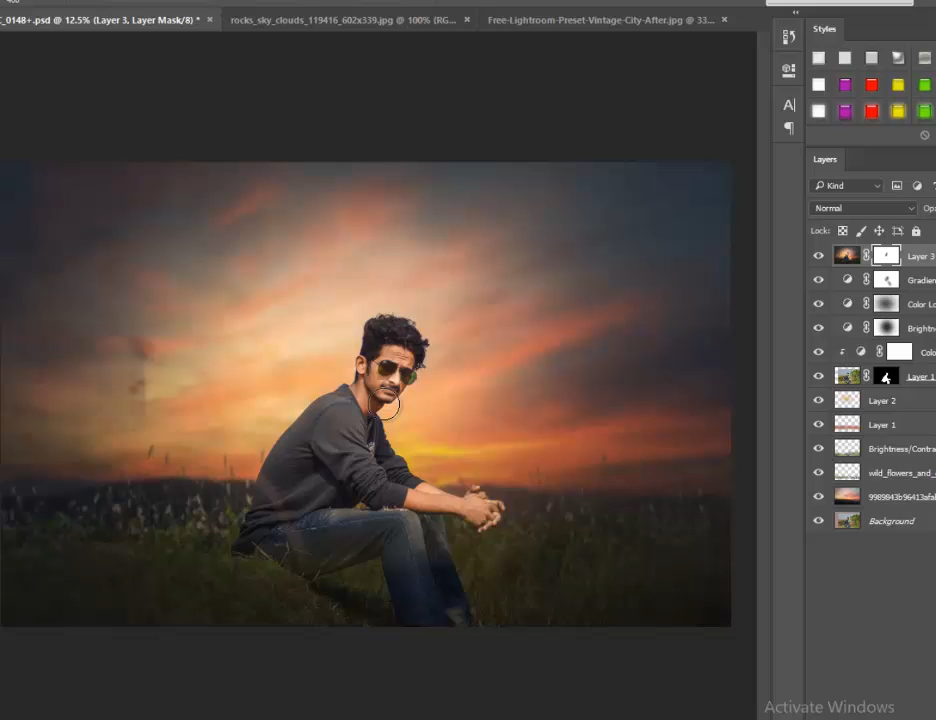 C_0148+.psd @ 12.5% (Layer 3, Layer Mask/8) * ×
rocks_sky_clouds_119416_602x339.jpg @ 100% (RG... ×
Free-Lightroom-Preset-Vintage-City-After.jpg @ 33... ×
Styles
Layers
Kind
Normal
Lock:
Layer 3
Gradien
Color Lo
Brightn
Colo
Layer 1
Layer 2
Layer 1
Brightness/Contra
wild_flowers_and_
Background
Activate Windows